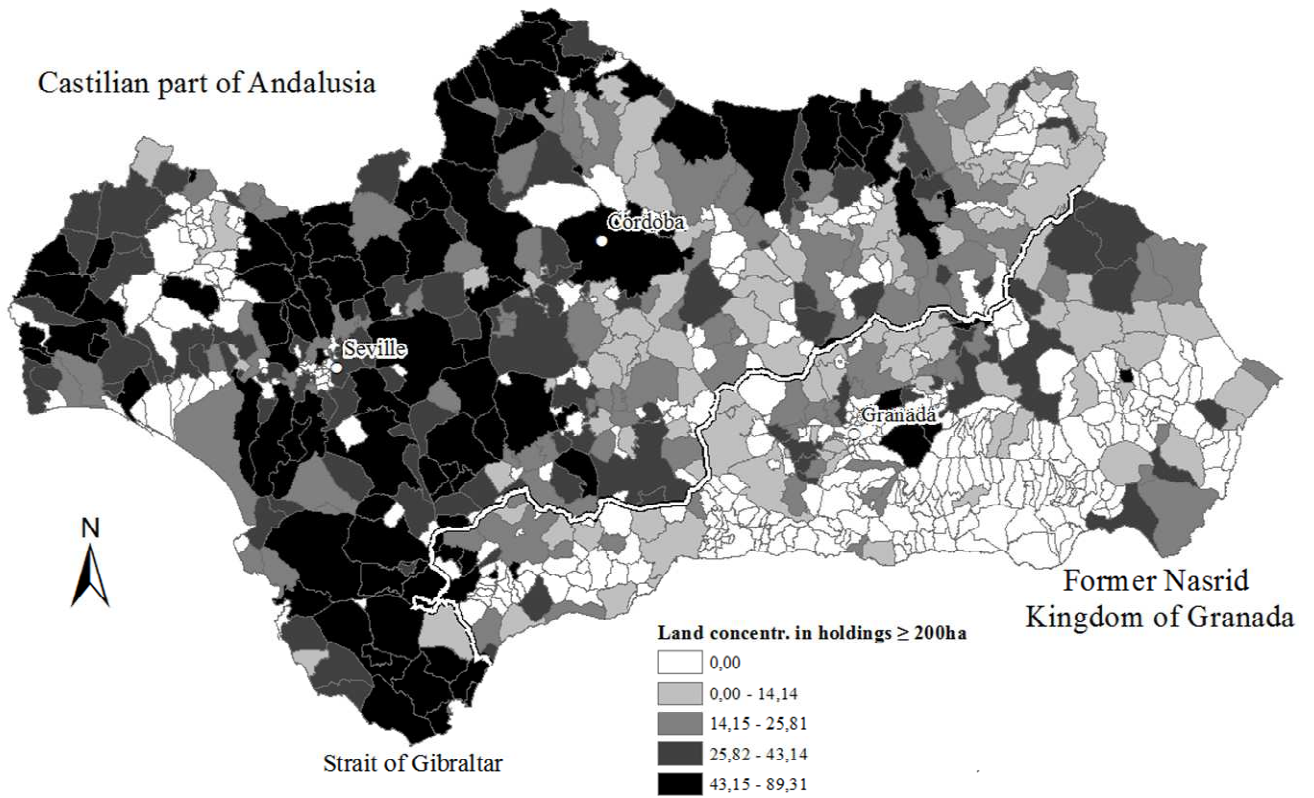 Castilian part of Andalusia
Córdoba
Seville
Granada
N
Former Nasrid
Kingdom of Granada
Land concentr. in holdings ≥ 200ha
0,00
0,00 - 14,14
14,15 - 25,81
25,82 - 43,14
43,15 - 89,31
Strait of Gibraltar